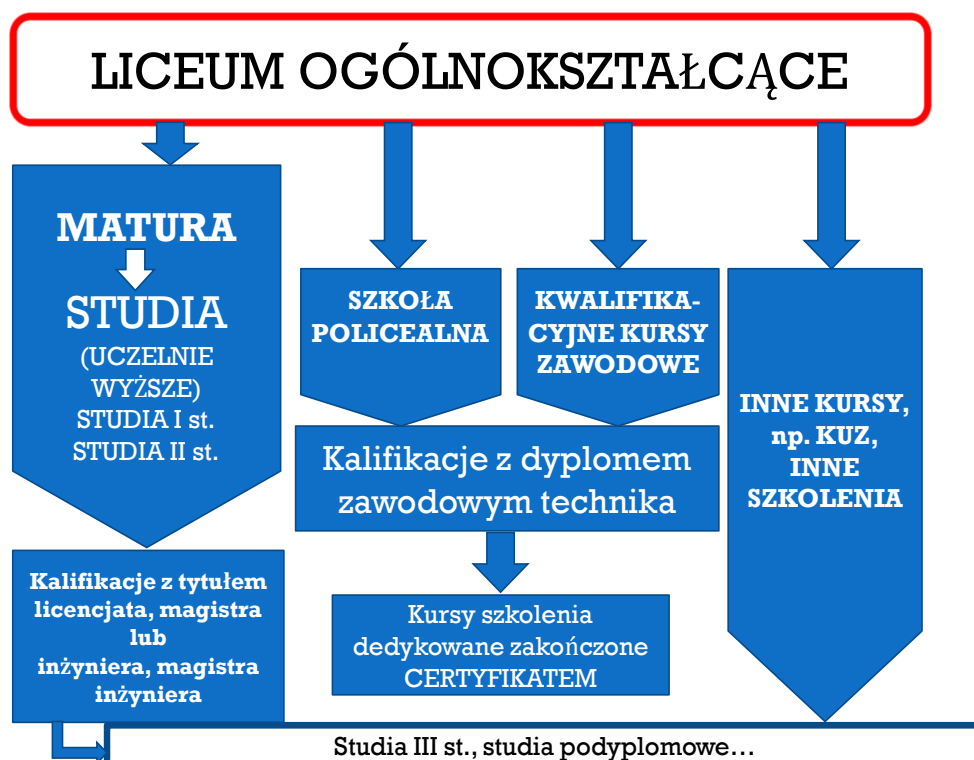 LICEUM OGÓLNOKSZTAŁCĄCE
MATURA
STUDIA
(UCZELNIE
WYŻSZE)
STUDIA I st.
STUDIA II st.
SZKOŁA
POLICEALNA
KWALIFIKA-
CYJNE KURSY
ZAWODOWE
INNE KURSY,
np. KUZ,
INNE
SZKOLENIA
Kalifikacje z dyplomem
zawodowym technika
Kalifikacje z tytułem
licencjata, magistra
lub
inżyniera, magistra
inżyniera
Kursy szkolenia
dedykowane zakończone
CERTYFIKATEM
Studia III st., studia podyplomowe…